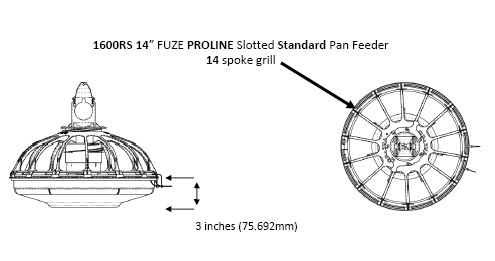 1600RS 14” FUZE PROLINE Slotted Standard Pan Feeder
14 spoke grill
3 inches (75.692mm)